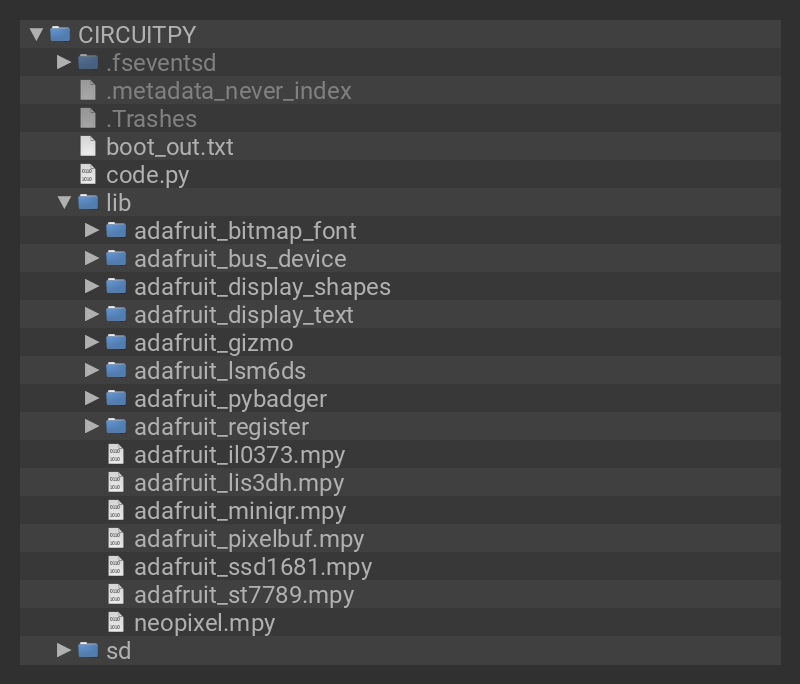 CIRCUITPY
.fseventsd
.metadata_never_index
.Trashes
boot_out.txt
code.py
lib
adafruit_bitmap_font
adafruit_bus_device
adafruit_display_shapes
adafruit_display_text
adafruit_gizmo
adafruit_lsm6ds
adafruit_pybadger
adafruit_register
adafruit_il0373.mpy
adafruit_lis3dh.mpy
adafruit_miniqr.mpy
adafruit_pixelbuf.mpy
adafruit_ssd1681.mpy
adafruit_st7789.mpy
neopixel.mpy
sd